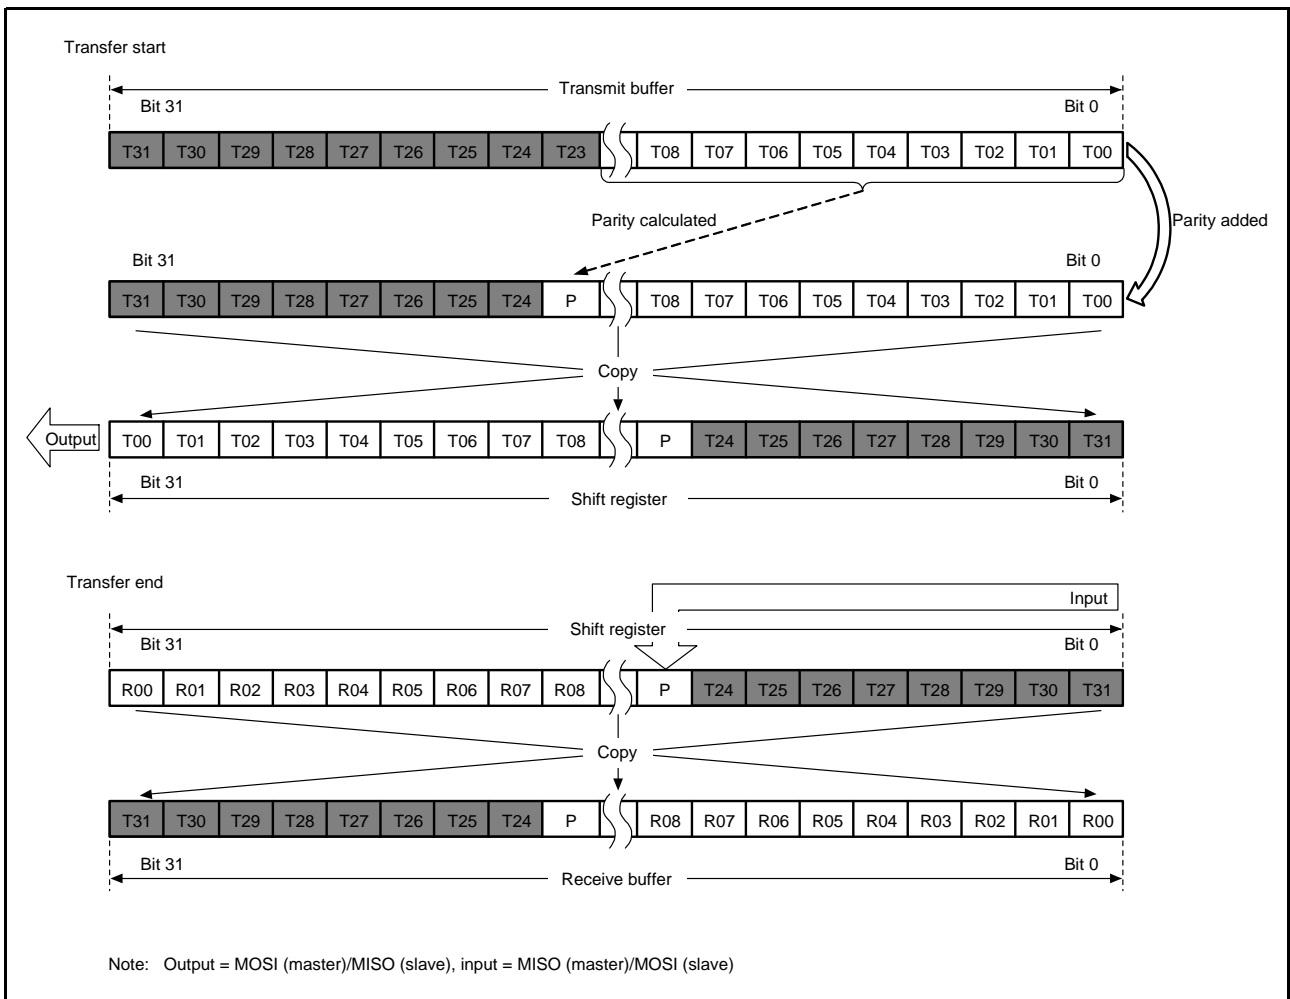 Transfer start
Transmit buffer
Bit 31 Bit 0
T31 T30 T29 T28 T27 T26 T25 T24 T23 T08 T07 T06 T05 T04 T03 T02 T01 T00
Parity calculated Parity added
Bit 31 Bit 0
T31 T30 T29 T28 T27 T26 T25 T24 P T08 T07 T06 T05 T04 T03 T02 T01 T00
Copy
Output T00 T01 T02 T03 T04 T05 T06 T07 T08 P T24 T25 T26 T27 T28 T29 T30 T31
Bit 31 Bit 0
Shift register
Transfer end
Input
Shift register
Bit 31 Bit 0
R00 R01 R02 R03 R04 R05 R06 R07 R08 P T24 T25 T26 T27 T28 T29 T30 T31
Copy
T31 T30 T29 T28 T27 T26 T25 T24 P R08 R07 R06 R05 R04 R03 R02 R01 R00
Bit 31 Bit 0
Receive buffer
Note: Output = MOSI (master)/MISO (slave), input = MISO (master)/MOSI (slave)